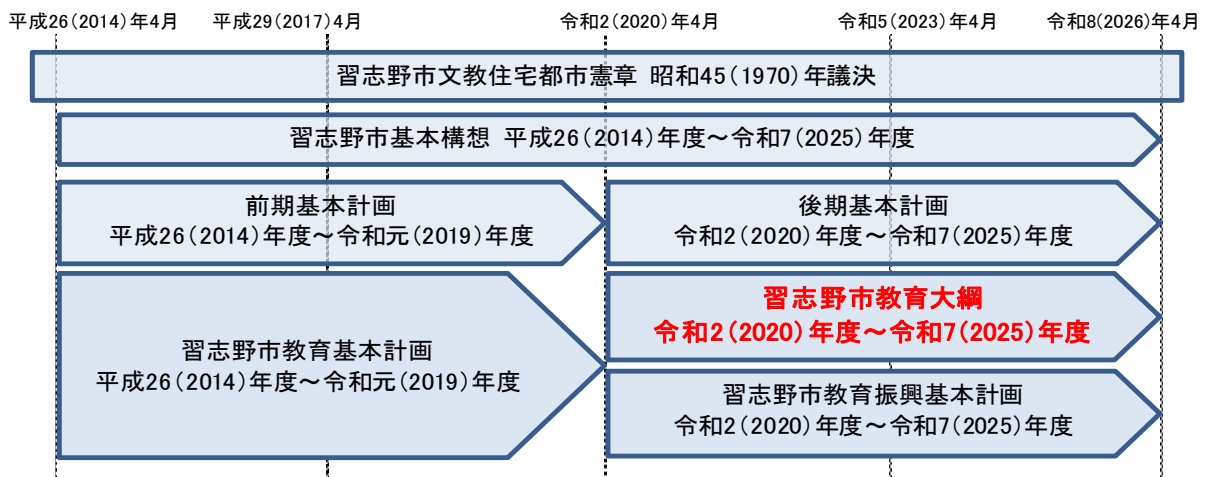 平成26(2014)年4月
平成29(2017)4月
令和2(2020)年4月
令和5(2023)年4月
令和8(2026)年4月
習志野市文教住宅都市憲章 昭和45(1970)年議決
習志野市基本構想 平成26(2014)年度～令和7(2025)年度
前期基本計画
平成26(2014)年度～令和元(2019)年度
後期基本計画
令和2(2020)年度～令和7(2025)年度
習志野市教育基本計画
平成26(2014)年度～令和元(2019)年度
習志野市教育大綱
令和2(2020)年度～令和7(2025)年度
習志野市教育振興基本計画
令和2(2020)年度～令和7(2025)年度